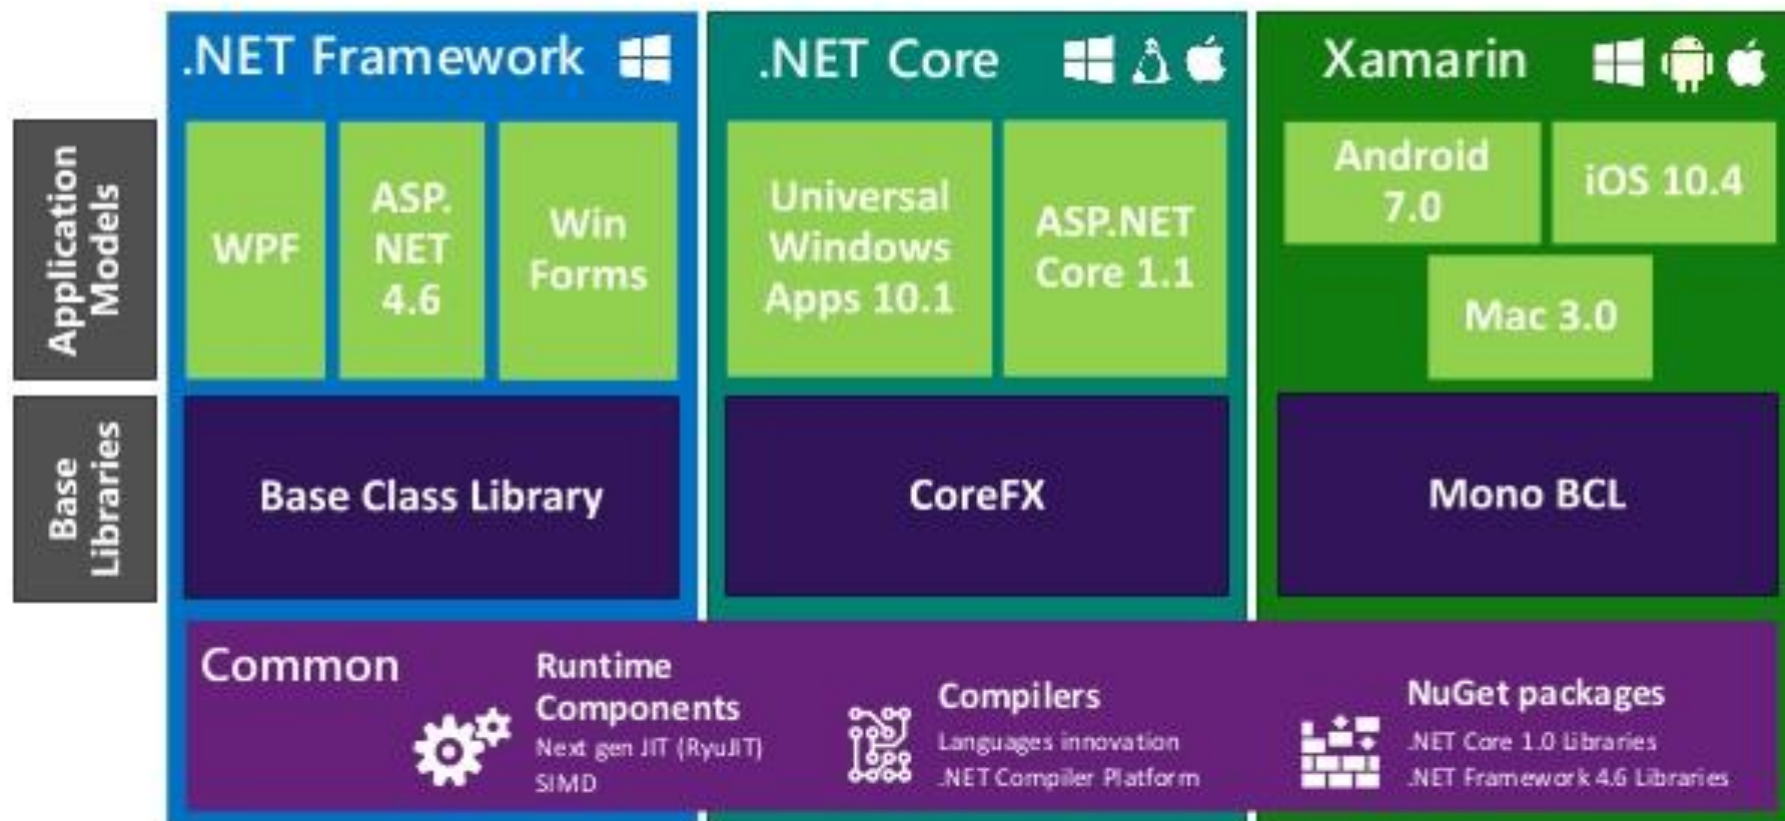 .NET Framework
.NET Core
Xamarin
Application
Models
WPF
ASP.
NET
4.6
Win
Forms
Universal
Windows
Apps 10.1
ASP.NET
Core 1.1
Android
7.0
iOS 10.4
Mac 3.0
Base
Libraries
Base Class Library
CoreFX
Mono BCL
Common
Runtime
Components
Next gen JIT (RyuJIT)
SIMD
Compilers
Languages innovation
.NET Compiler Platform
NuGet packages
.NET Core 1.0 Libraries
.NET Framework 4.6 Libraries